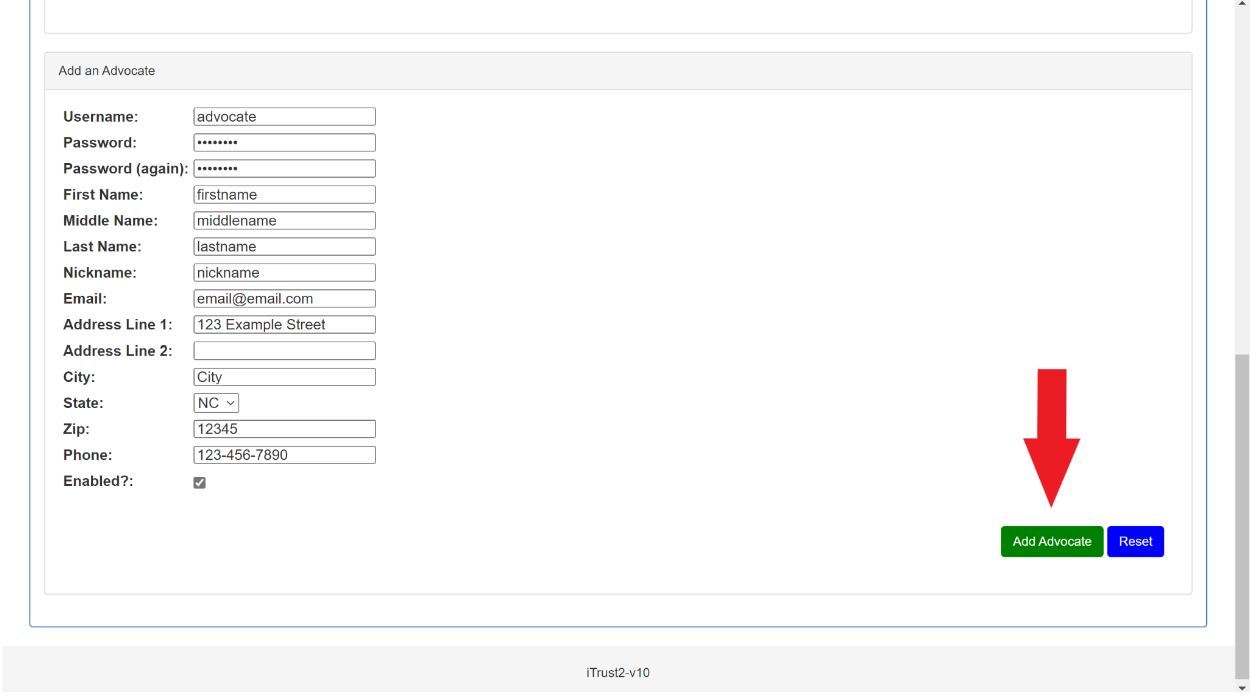 Add an Advocate
Username: advocate
Password: ••••••••
Password (again): ••••••••
First Name: firstname
Middle Name: middlename
Last Name: lastname
Nickname: nickname
Email: email@email.com
Address Line 1: 123 Example Street
Address Line 2:
City: City
State: NC
Zip: 12345
Phone: 123-456-7890
Enabled?:
Add Advocate Reset
iTrust2-v10